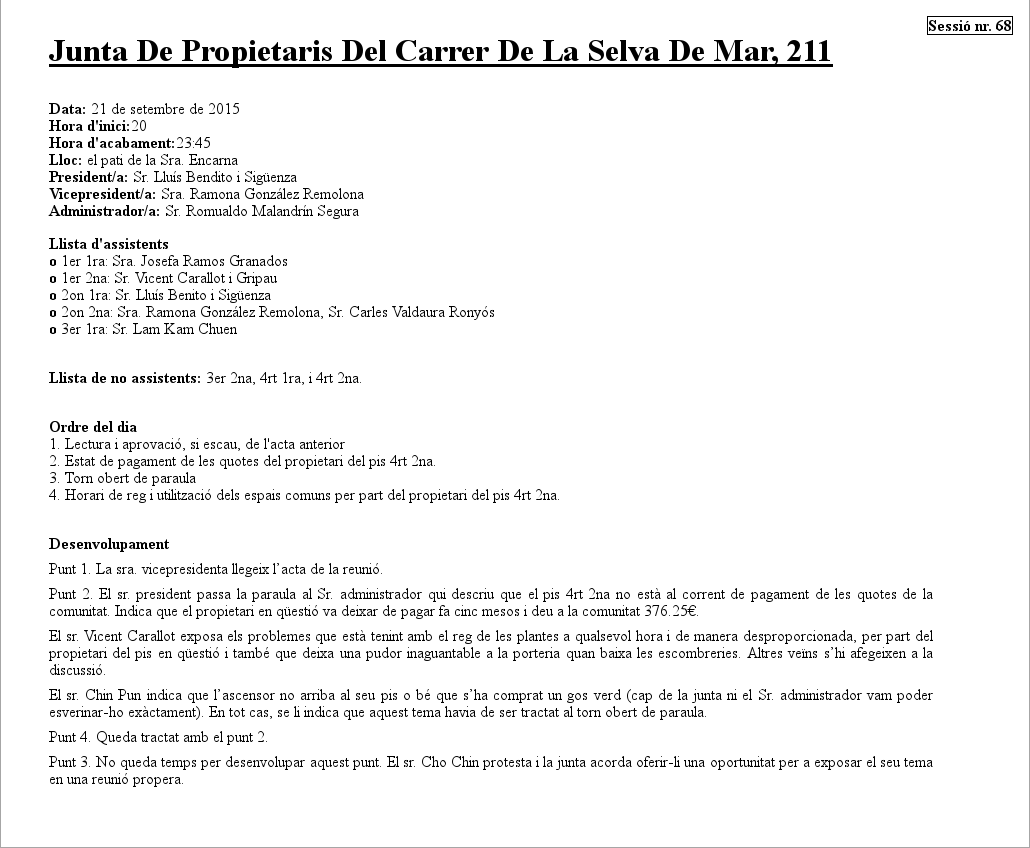 Sessió nr. 68
Junta De Propietaris Del Carrer De La Selva De Mar, 211
Data: 21 de setembre de 2015
Hora d'inici:20
Hora d'acabament:23:45
Lloc: el pati de la Sra. Encarna
President/a: Sr. Lluís Bendito i Sigüenza
Vicepresident/a: Sra. Ramona González Remolona
Administrador/a: Sr. Romualdo Malandrín Segura
Llista d'assistents
o 1er 1ra: Sra. Josefa Ramos Granados
o 1er 2na: Sr. Vicent Carallot i Gripau
o 2on 1ra: Sr. Lluís Benito i Sigüenza
o 2on 2na: Sra. Ramona González Remolona, Sr. Carles Valdaura Ronyós
o 3er 1ra: Sr. Lam Kam Chuen
Llista de no assistents: 3er 2na, 4rt 1ra, i 4rt 2na.
Ordre del dia
1. Lectura i aprovació, si escau, de l'acta anterior
2. Estat de pagament de les quotes del propietari del pis 4rt 2na.
3. Torn obert de paraula
4. Horari de reg i utilització dels espais comuns per part del propietari del pis 4rt 2na.
Desenvolupament
Punt 1. La sra. vicepresidenta llegeix l’acta de la reunió.
Punt 2. El sr. president passa la paraula al Sr. administrador qui descriu que el pis 4rt 2na no està al corrent de pagament de les quotes de la
comunitat. Indica que el propietari en qüestió va deixar de pagar fa cinc mesos i deu a la comunitat 376.25€.
El sr. Vicent Carallot exposa els problemes que està tenint amb el reg de les plantes a qualsevol hora i de manera desproporcionada, per part del
propietari del pis en qüestió i també que deixa una pudor inaguantable a la porteria quan baixa les escombreries. Altres veïns s’hi afegeixen a la
discussió.
El sr. Chin Pun indica que l’ascensor no arriba al seu pis o bé que s’ha comprat un gos verd (cap de la junta ni el Sr. administrador vam poder
esverinar-ho exàctament). En tot cas, se li indica que aquest tema havia de ser tractat al torn obert de paraula.
Punt 4. Queda tractat amb el punt 2.
Punt 3. No queda temps per desenvolupar aquest punt. El sr. Cho Chin protesta i la junta acorda oferir-li una oportunitat per a exposar el seu tema
en una reunió propera.